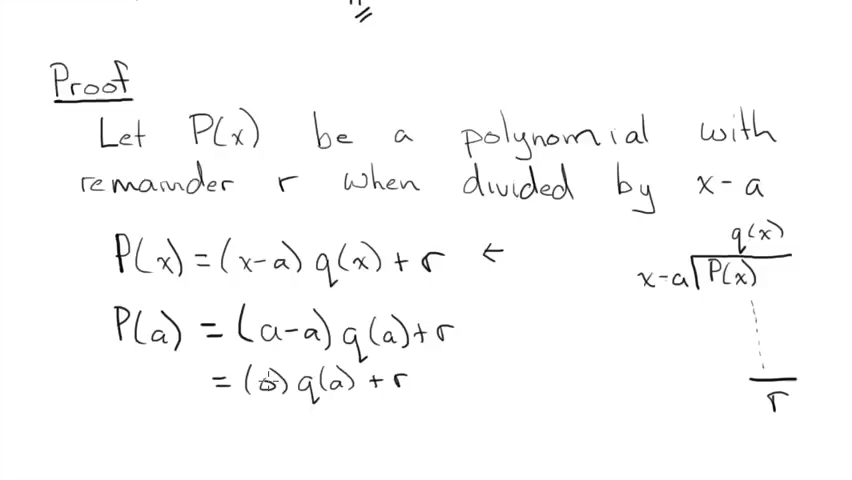 Proof
Let P(x) be a polynomial with
remainder r when divided by x-a
P(x) = (x-a) q(x) + r ←
q(x)
x-a P(x)
P(a) = (a-a) q(a) + r
= (0) q(a) + r
r